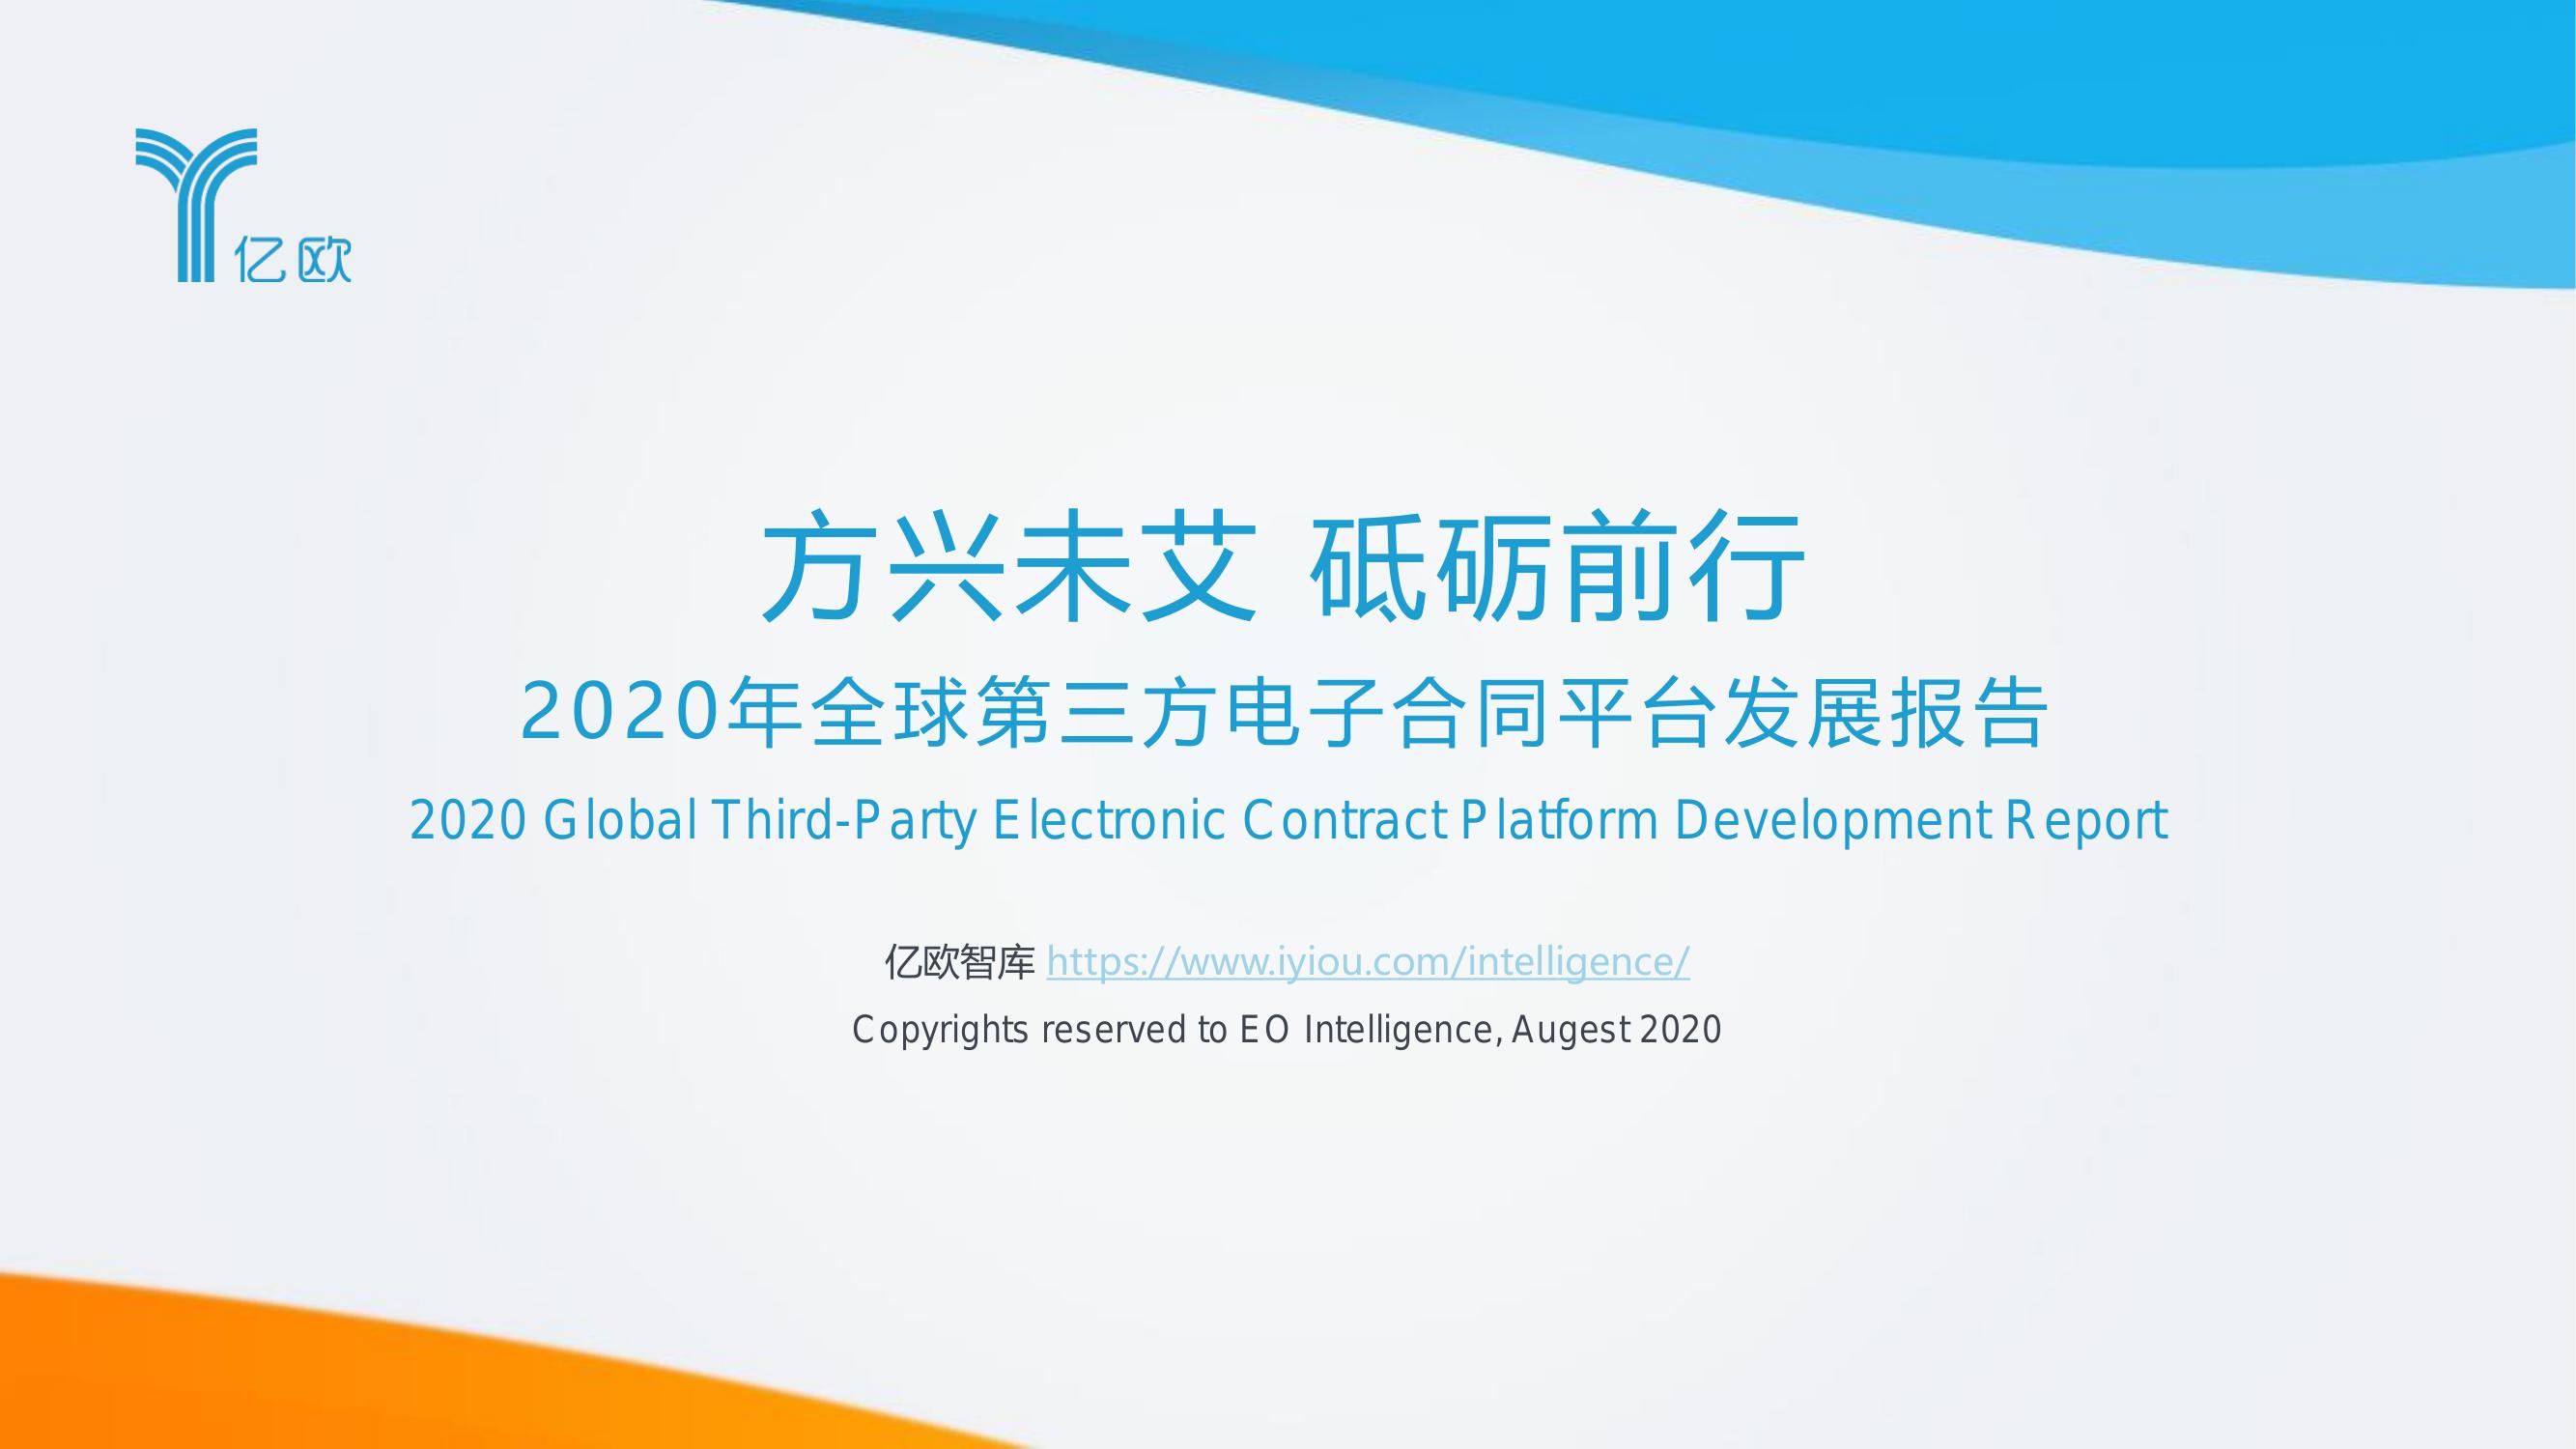 亿欧
方兴未艾 砥砺前行
2020年全球第三方电子合同平台发展报告
2020 Global Third-Party Electronic Contract Platform Development Report
亿欧智库 https://www.iyiou.com/intelligence/
Copyrights reserved to EO Intelligence, Augest 2020